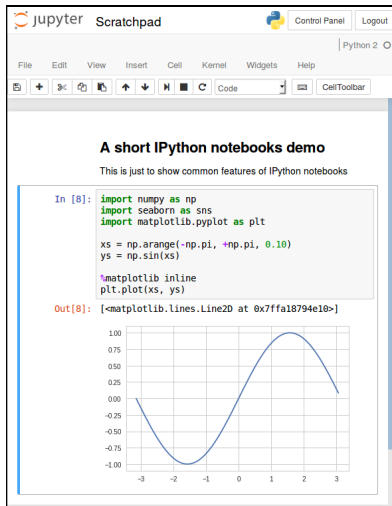 jupyter Scratchpad Control Panel Logout
Python 2
File Edit View Insert Cell Kernel Widgets Help
Code CellToolbar
A short IPython notebooks demo
This is just to show common features of IPython notebooks
In [8]: import numpy as np
import seaborn as sns
import matplotlib.pyplot as plt
xs = np.arange(-np.pi, +np.pi, 0.10)
ys = np.sin(xs)
%matplotlib inline
plt.plot(xs, ys)
Out[8]: [<matplotlib.lines.Line2D at 0x7ffa18794e10>]
1.00
0.75
0.50
0.25
0.00
−0.25
−0.50
−0.75
−1.00
−3 −2 −1 0 1 2 3